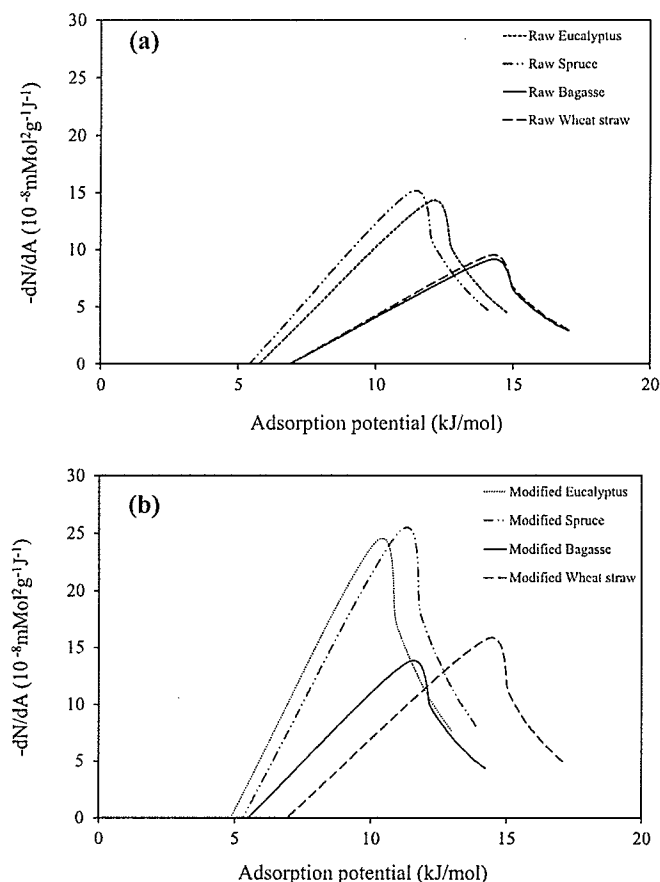 (a)
Raw Eucalyptus
Raw Spruce
Raw Bagasse
Raw Wheat straw
30
25
20
15
10
5
0
0 5 10 15 20
-dN/dA (10 -8mMol2g-1J-1)
Adsorption potential (kJ/mol)
(b)
Modified Eucalyptus
Modified Spruce
Modified Bagasse
Modified Wheat straw
30
25
20
15
10
5
0
0 5 10 15 20
-dN/dA (10 -8mMol2g-1J-1)
Adsorption potential (kJ/mol)